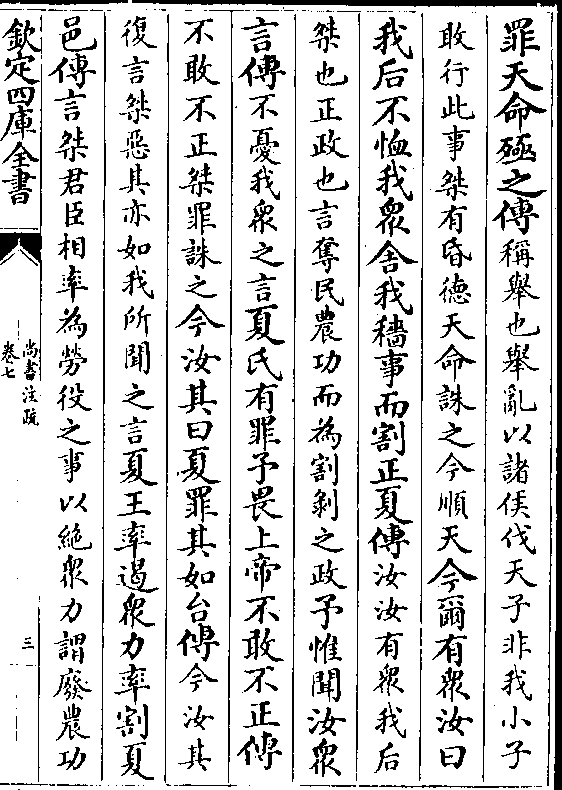 罪天命殛之傳稱舉也舉亂以諸侯伐天子非我小子
敢行此事桀有昏德天命誅之今順天今爾有衆汝曰
我后不恤我衆舍我穡事而割正夏傳汝汝有衆我后
桀也正政也言奪民農功而為割剝之政予惟聞汝衆
言傳不憂我衆之言夏氏有罪予畏上帝不敢不正傳
不敢不正桀罪誅之今汝其曰夏罪其如台傳今汝其
復言桀惡其亦如我所聞之言夏王率遏衆力率割夏
邑傳言桀君臣相率為勞役之事以絶衆力謂廢農功
欽定四庫全書
尚書注疏
卷七
三